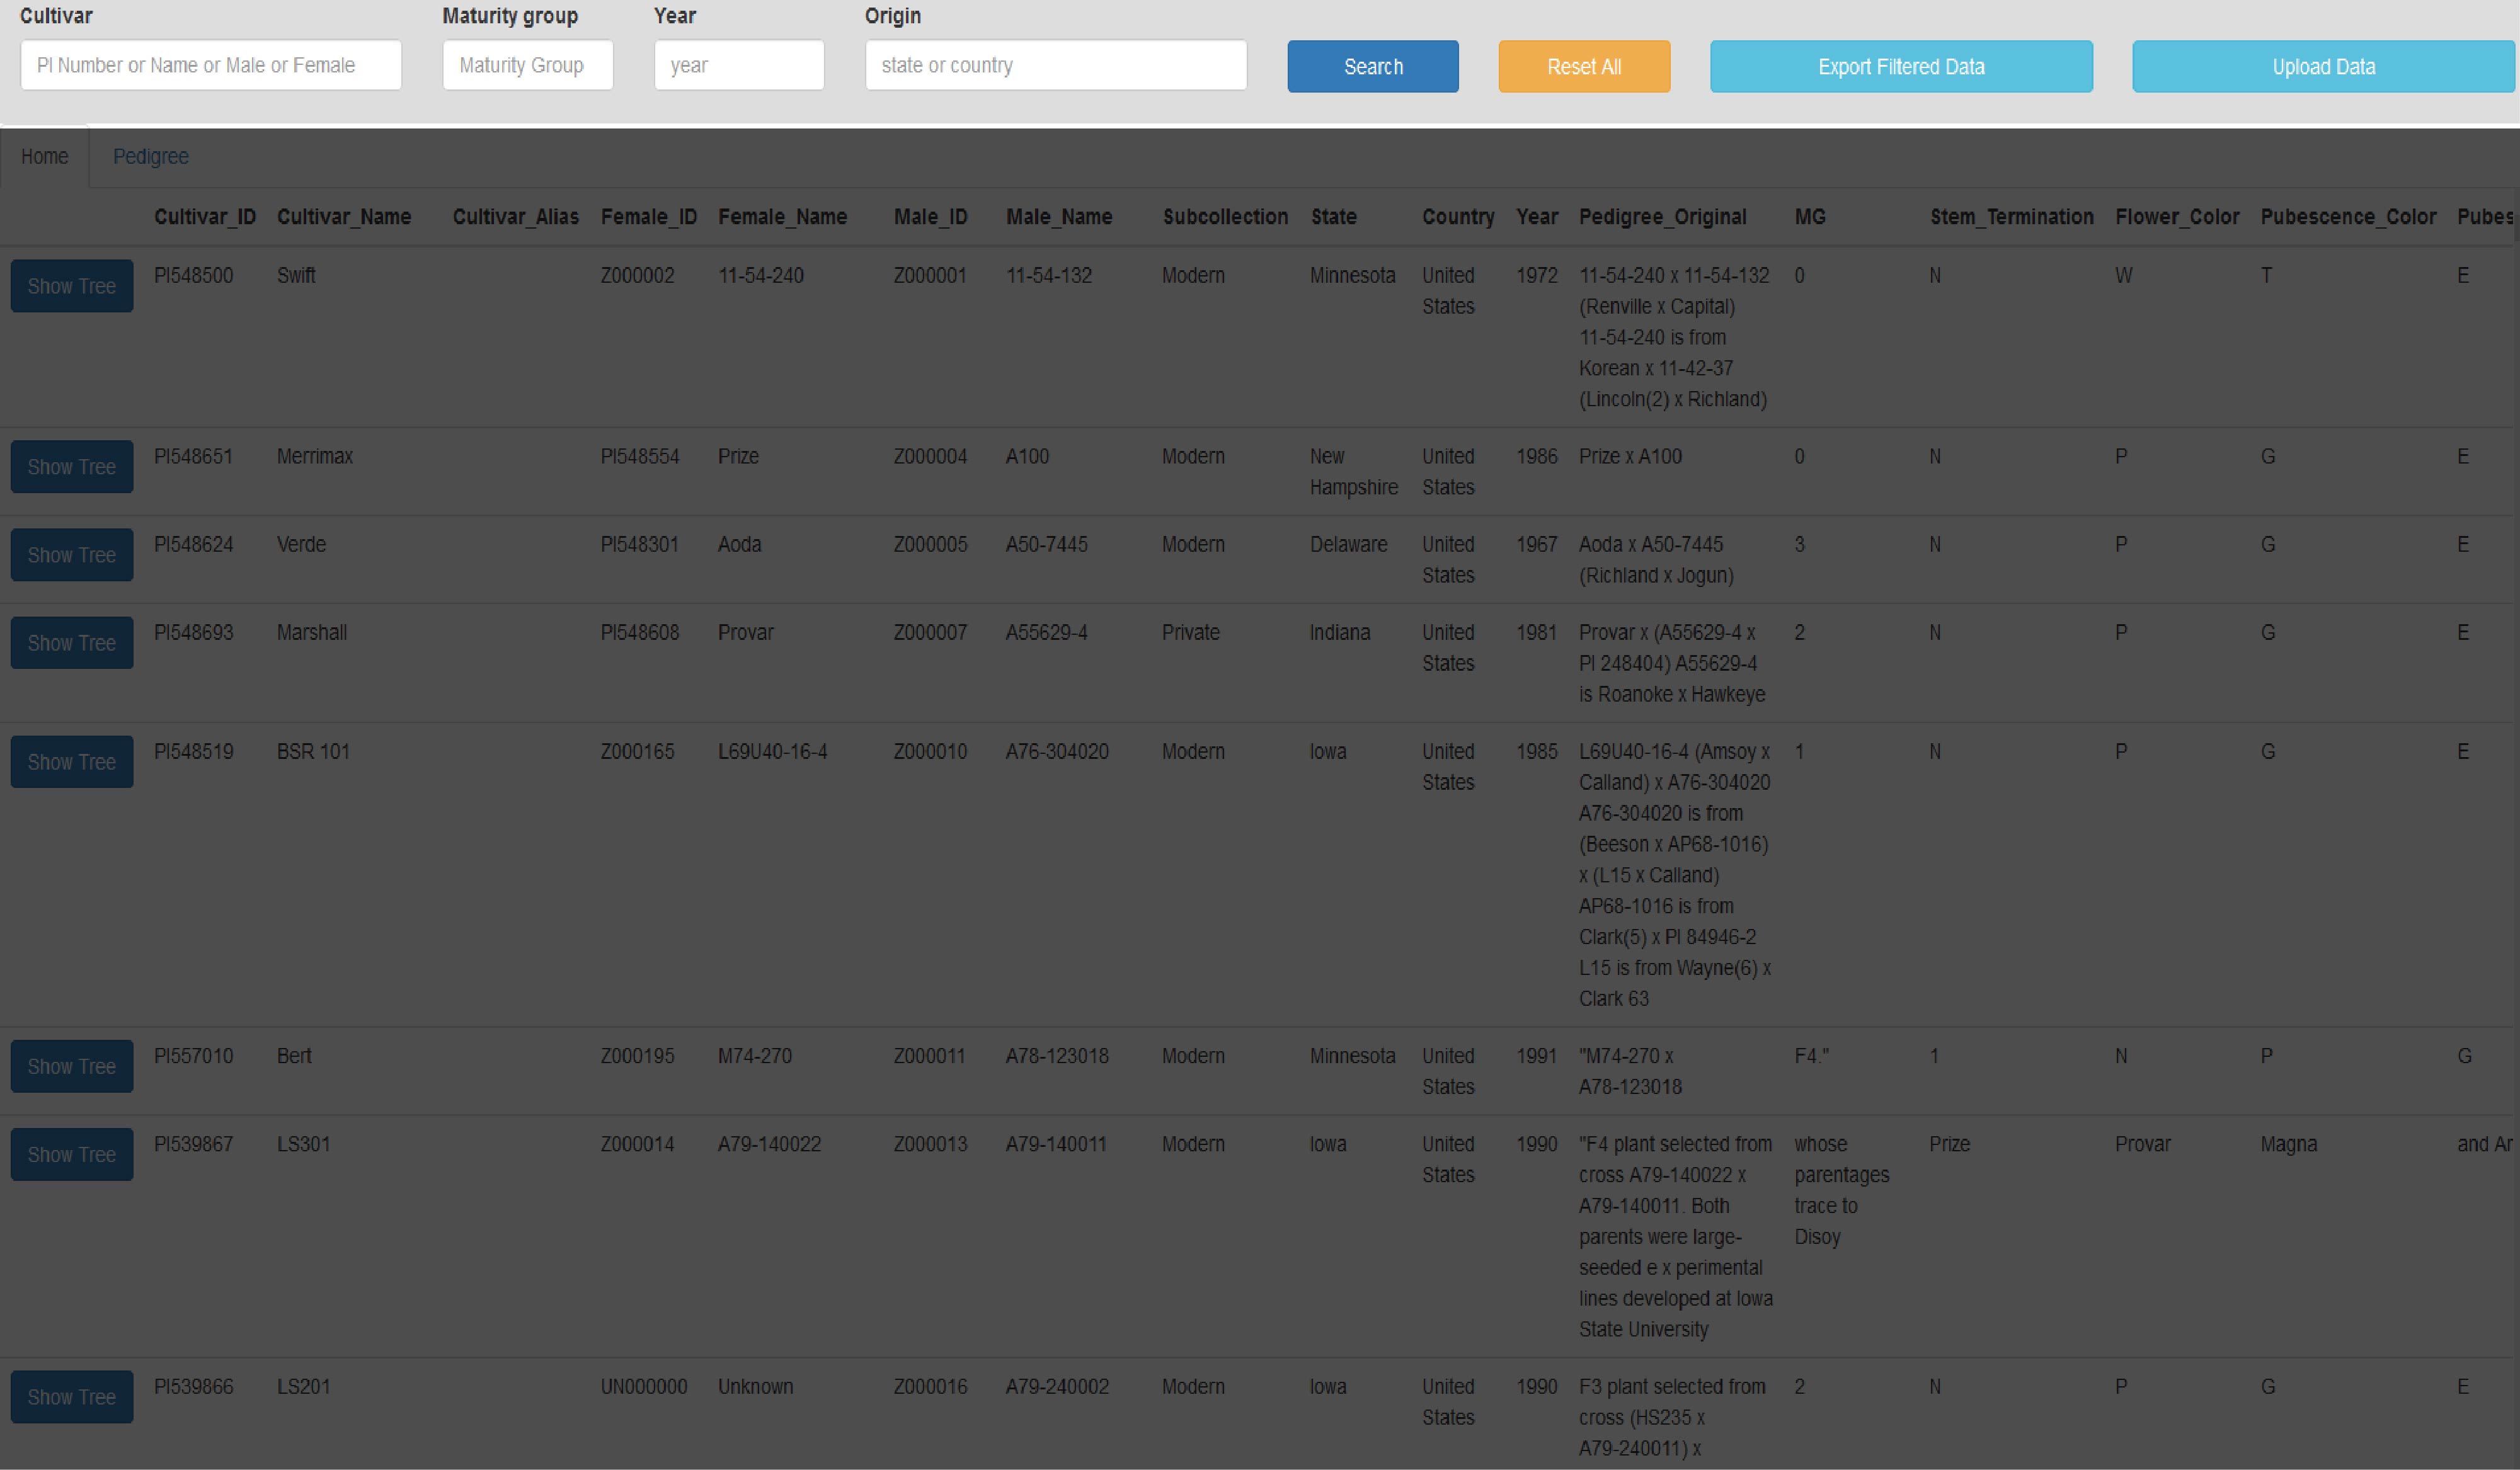 Cultivar Maturity group Year Origin
PI Number or Name or Male or Female Maturity Group year state or country Search Reset All Export Filtered Data Upload Data
Home Pedigree
Cultivar_ID Cultivar_Name Cultivar_Alias Female_ID Female_Name Male_ID Male_Name Subcollection State Country Year Pedigree_Original MG Stem_Termination Flower_Color Pubescence_Color Pubes
Show Tree PI548500 Swift Z000002 11-54-240 Z000001 11-54-132 Modern Minnesota United 1972 11-54-240 x 11-54-132 0 N W T E
States (Renville x Capital)
11-54-240 is from
Korean x 11-42-37
(Lincoln(2) x Richland)
Show Tree PI548651 Merrimax PI548554 Prize Z000004 A100 Modern New United 1986 Prize x A100 0 N P G E
Hampshire States
Show Tree PI548624 Verde PI548301 Aoda Z000005 A50-7445 Modern Delaware United 1967 Aoda x A50-7445 3 N P G E
States (Richland x Jogun)
Show Tree PI548693 Marshall PI548608 Provar Z000007 A55629-4 Private Indiana United 1981 Provar x (A55629-4 x 2 N P G E
States PI 248404) A55629-4
is Roanoke x Hawkeye
Show Tree PI548519 BSR 101 Z000165 L69U40-16-4 Z000010 A76-304020 Modern Iowa United 1985 L69U40-16-4 (Amsoy x 1 N P G E
States Calland) x A76-304020
A76-304020 is from
(Beeson x AP68-1016)
x (L15 x Calland)
AP68-1016 is from
Clark(5) x PI 84946-2
L15 is from Wayne(6) x
Clark 63
Show Tree PI557010 Bert Z000195 M74-270 Z000011 A78-123018 Modern Minnesota United 1991 "M74-270 x F4." 1 N P G
States A78-123018
Show Tree PI539867 LS301 Z000014 A79-140022 Z000013 A79-140011 Modern Iowa United 1990 "F4 plant selected from whose Prize Provar Magna and Ar
States cross A79-140022 x parentages
A79-140011. Both trace to
parents were large- Disoy
seeded e x perimental
lines developed at Iowa
State University
Show Tree PI539866 LS201 UN000000 Unknown Z000016 A79-240002 Modern Iowa United 1990 F3 plant selected from 2 N P G E
States cross (HS235 x
A79-240011) x